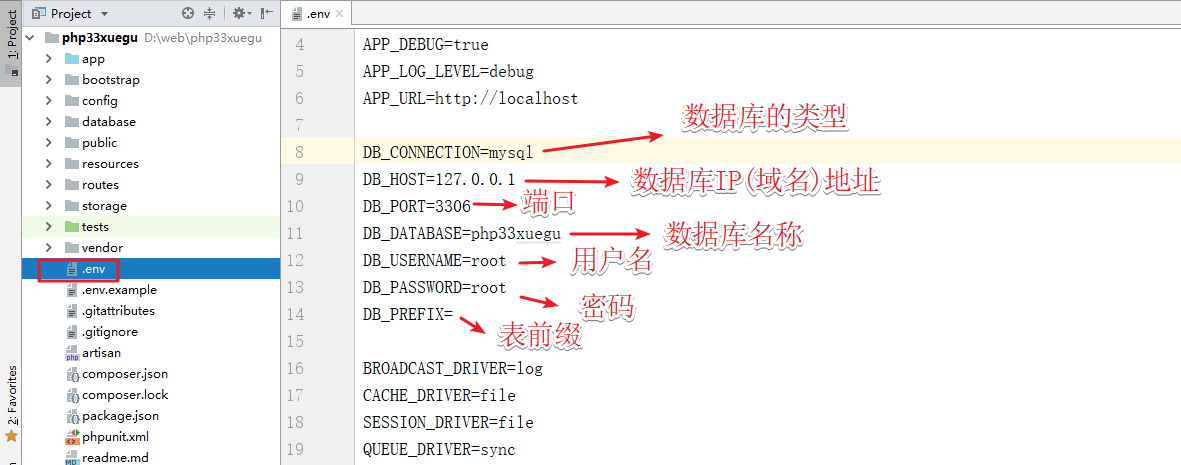 1: Project
Project
.env
php33xuegu D:\web\php33xuegu
app
bootstrap
config
database
public
resources
routes
storage
tests
vendor
.env
.env.example
.gitattributes
.gitignore
artisan
composer.json
composer.lock
package.json
phpunit.xml
readme.md
2: Favorites
4 APP_DEBUG=true
5 APP_LOG_LEVEL=debug
6 APP_URL=http://localhost
7
8 DB_CONNECTION=mysql 数据库的类型
9 DB_HOST=127.0.0.1 数据库IP(域名)地址
10 DB_PORT=3306 端口
11 DB_DATABASE=php33xuegu 数据库名称
12 DB_USERNAME=root 用户名
13 DB_PASSWORD=root 密码
14 DB_PREFIX= 表前缀
15
16 BROADCAST_DRIVER=log
17 CACHE_DRIVER=file
18 SESSION_DRIVER=file
19 QUEUE_DRIVER=sync